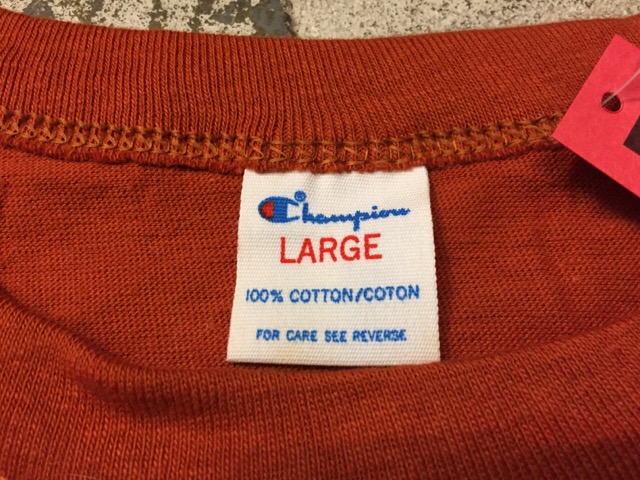 Champion®
LARGE
100% COTTON/COTON
FOR CARE SEE REVERSE